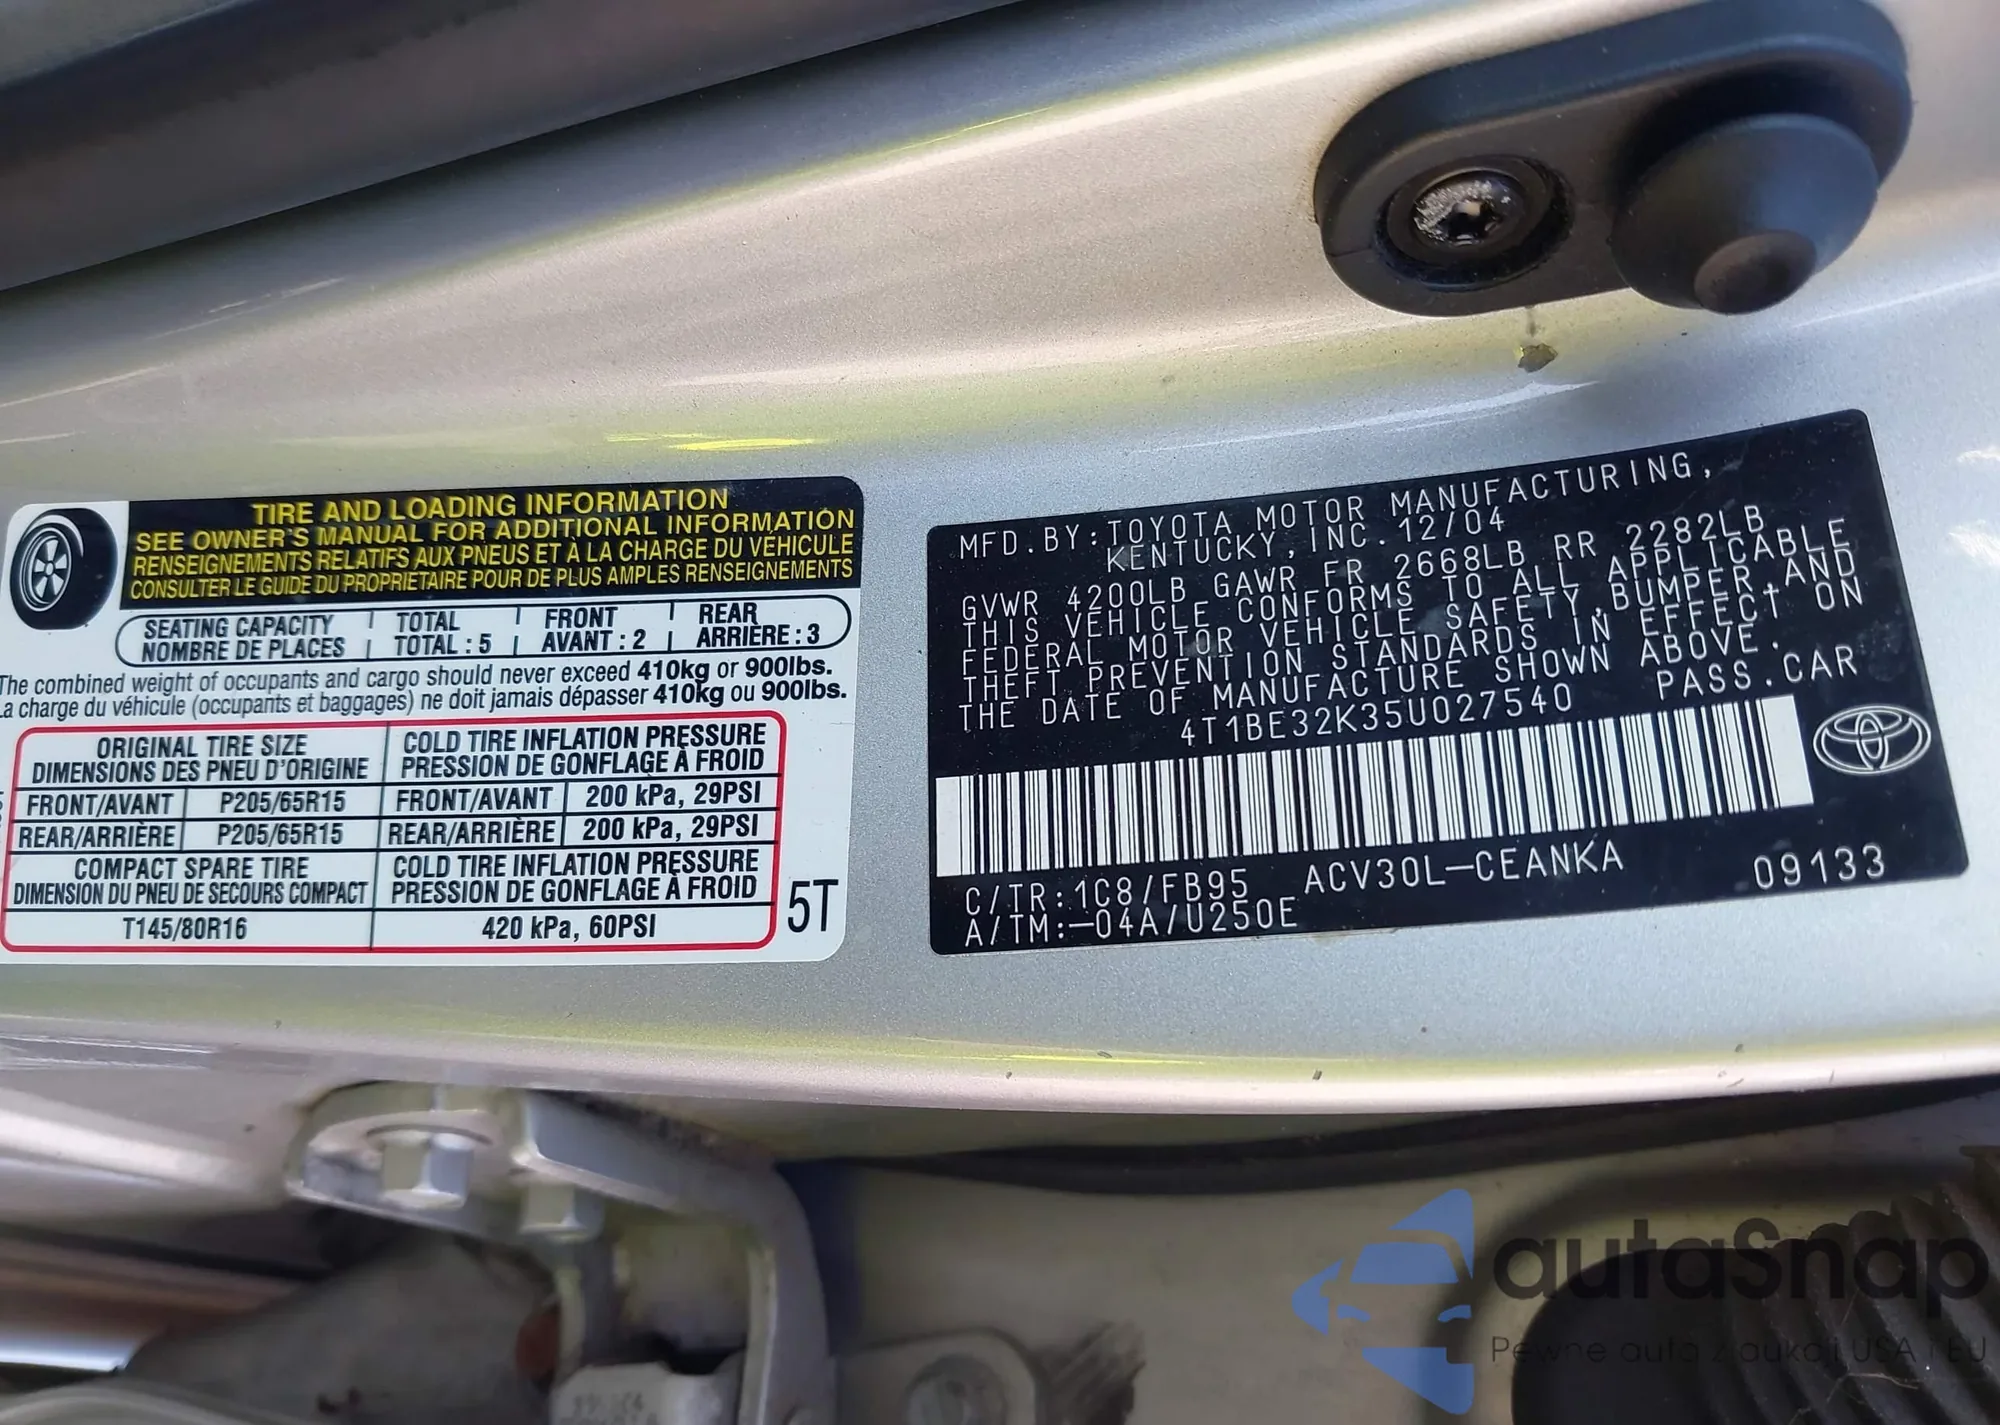 TIRE AND LOADING INFORMATION
SEE OWNER'S MANUAL FOR ADDITIONAL INFORMATION
RENSEIGNEMENTS RELATIFS AUX PNEUS ET À LA CHARGE DU VÉHICULE
CONSULTER LE GUIDE DU PROPRIÉTAIRE POUR DE PLUS AMPLES RENSEIGNEMENTS
SEATING CAPACITY TOTAL FRONT REAR
NOMBRE DE PLACES TOTAL : 5 AVANT : 2 ARRIÈRE : 3
The combined weight of occupants and cargo should never exceed 410kg or 900lbs.
La charge du véhicule (occupants et baggages) ne doit jamais dépasser 410kg ou 900lbs.
ORIGINAL TIRE SIZE COLD TIRE INFLATION PRESSURE
DIMENSIONS DES PNEU D'ORIGINE PRESSION DE GONFLAGE À FROID
FRONT/AVANT P205/65R15 FRONT/AVANT 200 kPa, 29PSI
REAR/ARRIÈRE P205/65R15 REAR/ARRIÈRE 200 kPa, 29PSI
COMPACT SPARE TIRE COLD TIRE INFLATION PRESSURE
DIMENSION DU PNEU DE SECOURS COMPACT PRESSION DE GONFLAGE À FROID
T145/80R16 420 kPa, 60PSI
5T
MFD.BY:TOYOTA MOTOR MANUFACTURING,
KENTUCKY,INC.12/04
GVWR 4200LB GAWR FR 2668LB RR 2282LB
THIS VEHICLE CONFORMS TO ALL APPLICABLE
FEDERAL MOTOR VEHICLE SAFETY,BUMPER,AND
THEFT PREVENTION STANDARDS IN EFFECT ON
THE DATE OF MANUFACTURE SHOWN ABOVE.
4T1BE32K35U027540 PASS.CAR
C/TR:1C8/FB95 ACV30L-CEANKA 09133
A/TM:-04A/U250E
autaSnap
Pewne auta z aukcji USA i EU